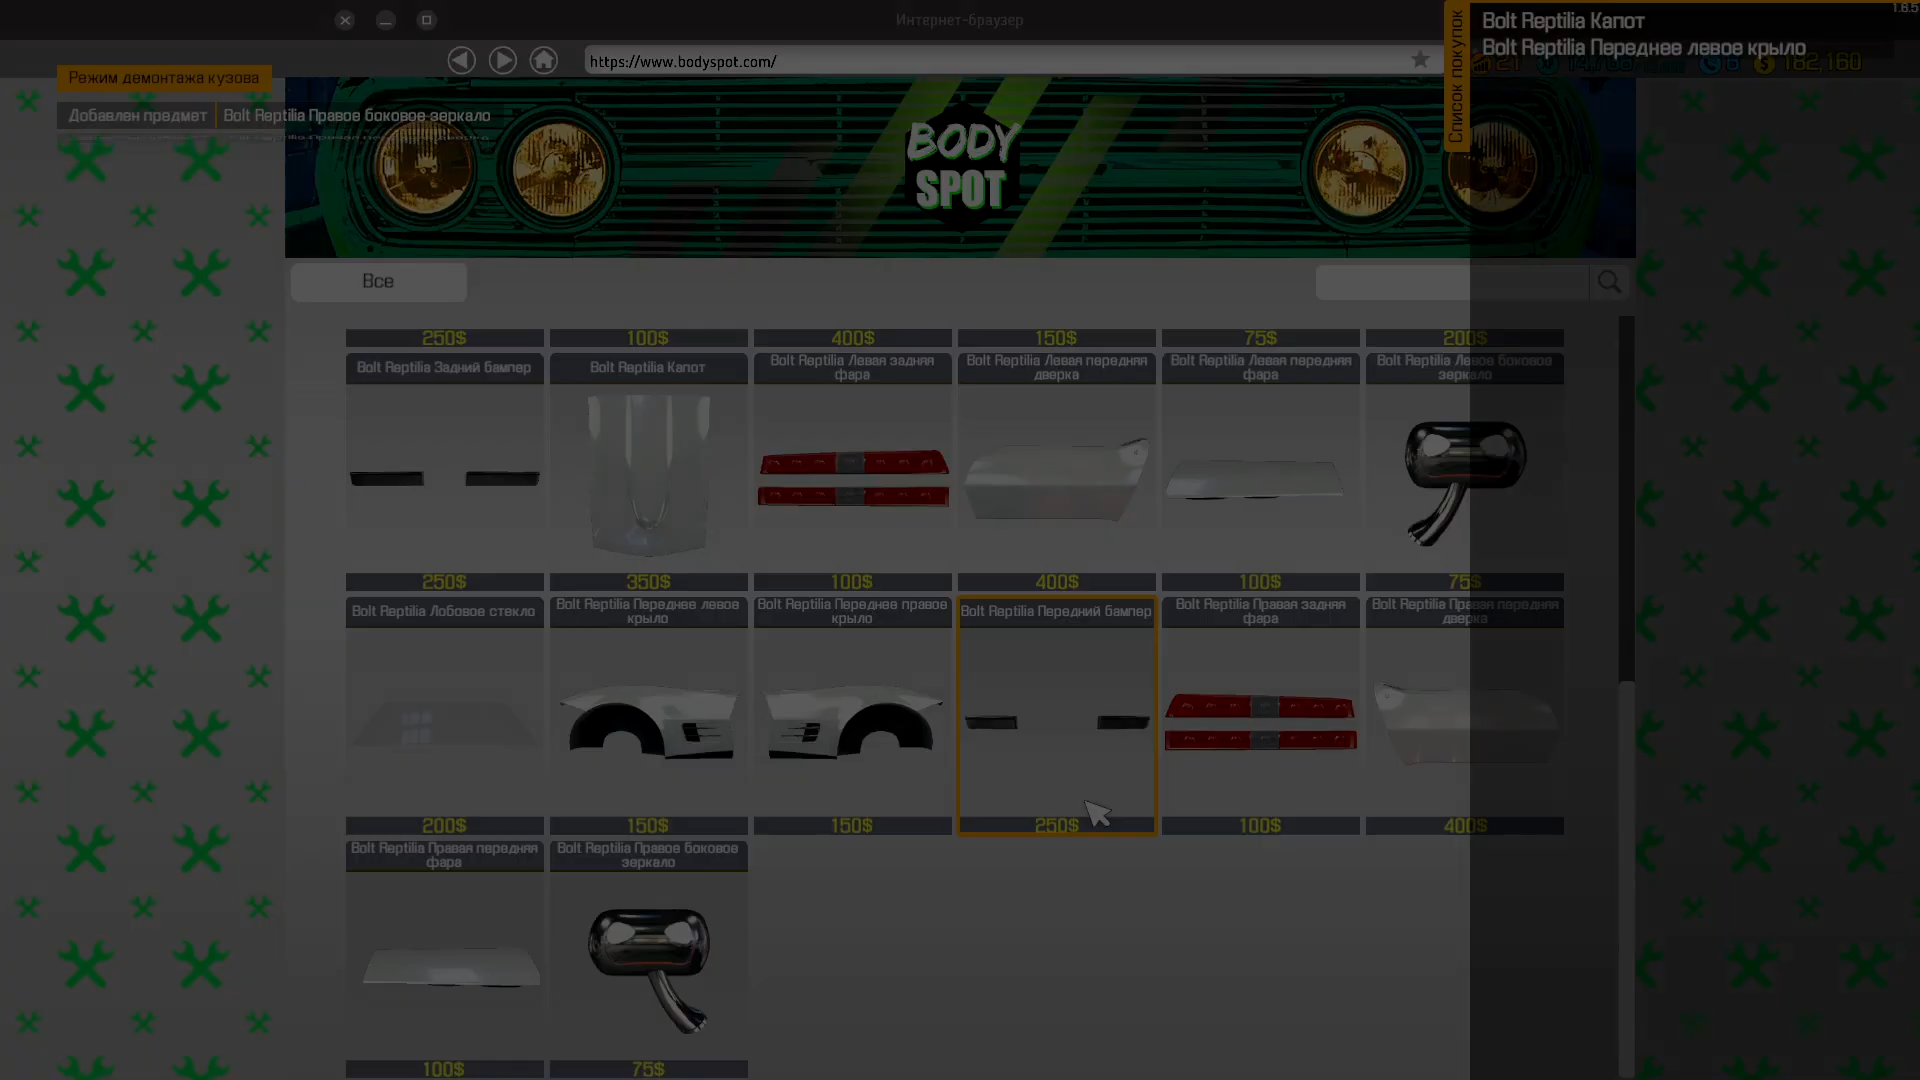 Интернет-браузер
1.6.5
Bolt Reptilia Капот
Bolt Reptilia Переднее левое крыло
Список покупок
https://www.bodyspot.com/
182,160
Режим демонтажа кузова
Добавлен предмет
Bolt Reptilia Правое боковое зеркало
BODY
SPOT
Все
250$
100$
400$
150$
75$
200$
Bolt Reptilia Задний бампер
Bolt Reptilia Капот
Bolt Reptilia Левая задняя
фара
Bolt Reptilia Левая передняя
дверка
Bolt Reptilia Левая передняя
фара
Bolt Reptilia Левое боковое
зеркало
250$
350$
100$
400$
100$
75$
Bolt Reptilia Лобовое стекло
Bolt Reptilia Переднее левое
крыло
Bolt Reptilia Переднее правое
крыло
Bolt Reptilia Передний бампер
Bolt Reptilia Правая задняя
фара
Bolt Reptilia Правая передняя
дверка
200$
150$
150$
250$
100$
400$
Bolt Reptilia Правая передняя
фара
Bolt Reptilia Правое боковое
зеркало
100$
75$